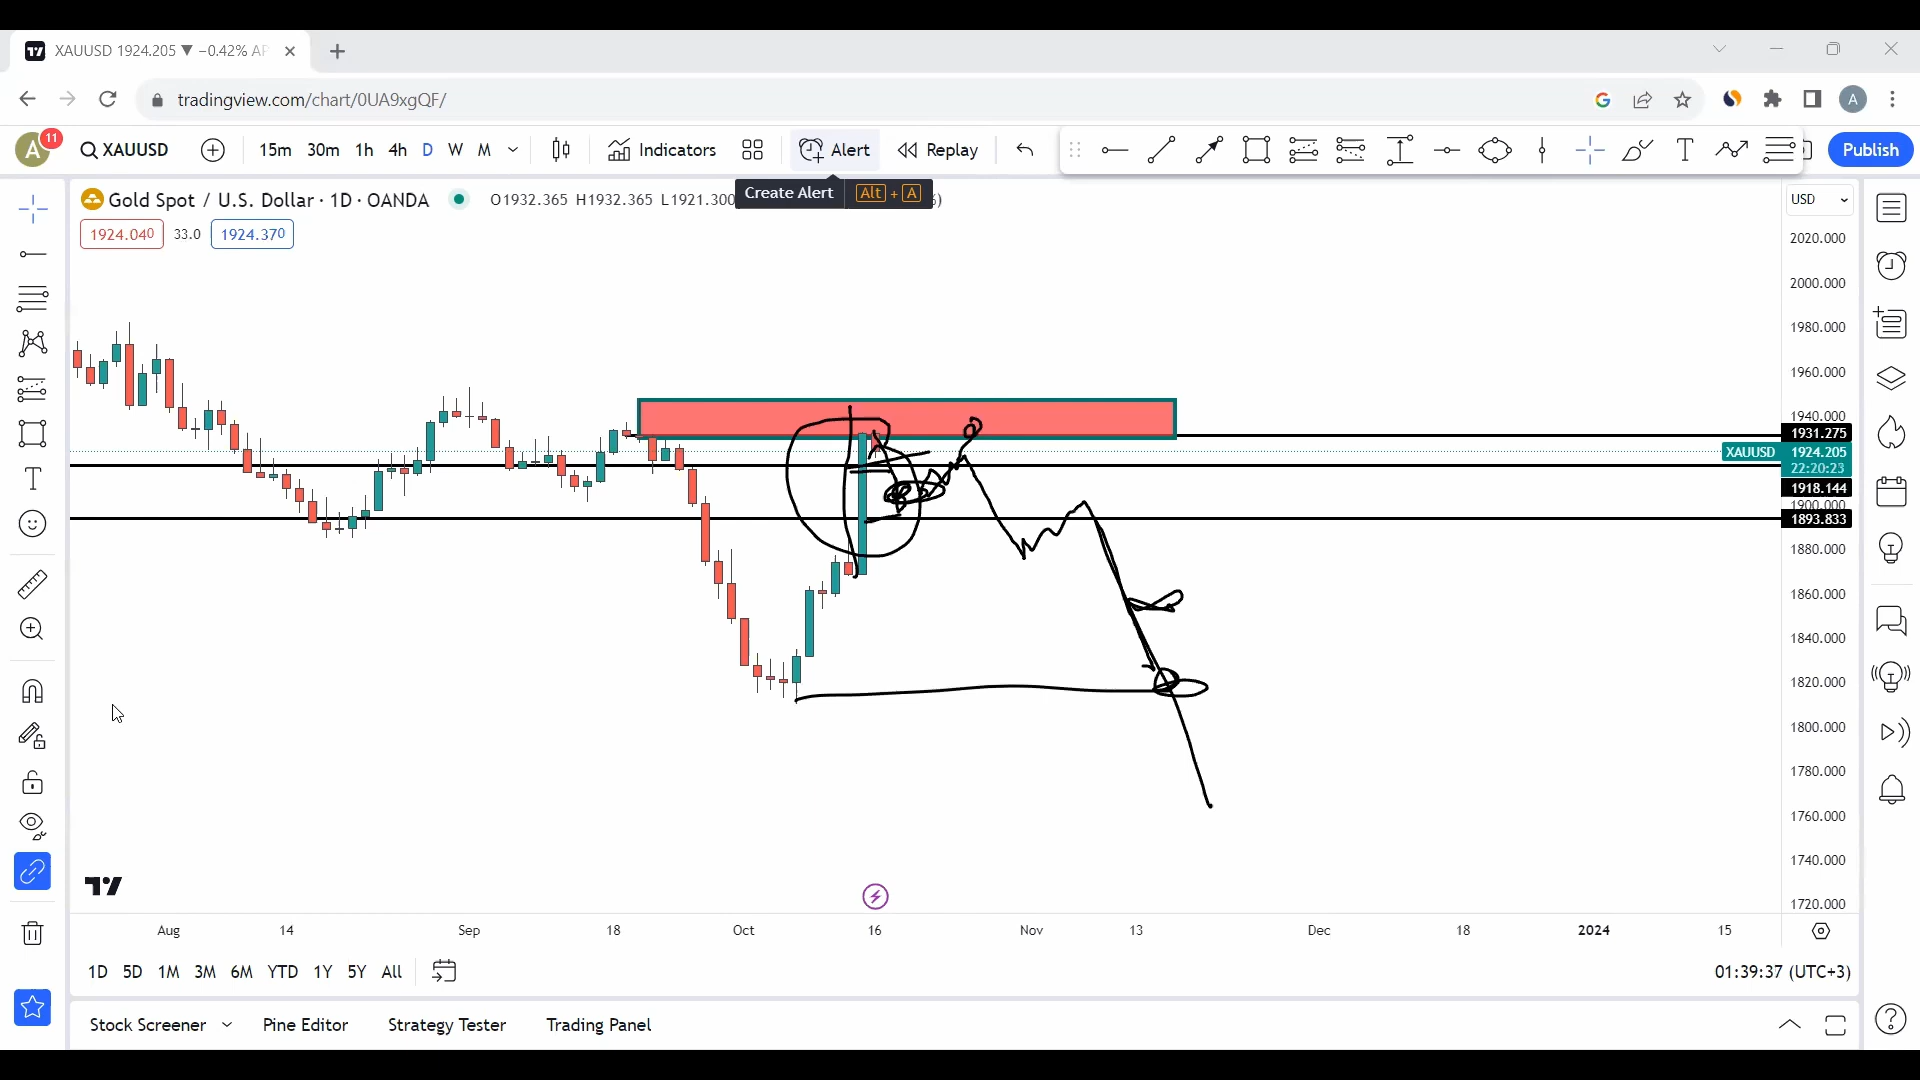 XAUUSD 1924.205 ▼ −0.42% AP
tradingview.com/chart/0UA9xgQF/
A
A 11 XAUUSD 15m 30m 1h 4h D W M Indicators Alert Replay Publish
Create Alert Alt + A
Gold Spot / U.S. Dollar · 1D · OANDA O1932.365 H1932.365 L1921.300 %)
USD
1924.040 33.0 1924.370
2020.000
2000.000
1980.000
1960.000
1940.000
1931.275
XAUUSD 1924.205
22:20:23
1918.144
1900.000
1893.833
1880.000
1860.000
1840.000
1820.000
1800.000
1780.000
1760.000
1740.000
1720.000
Aug 14 Sep 18 Oct 16 Nov 13 Dec 18 2024 15
1D 5D 1M 3M 6M YTD 1Y 5Y All 01:39:37 (UTC+3)
Stock Screener Pine Editor Strategy Tester Trading Panel